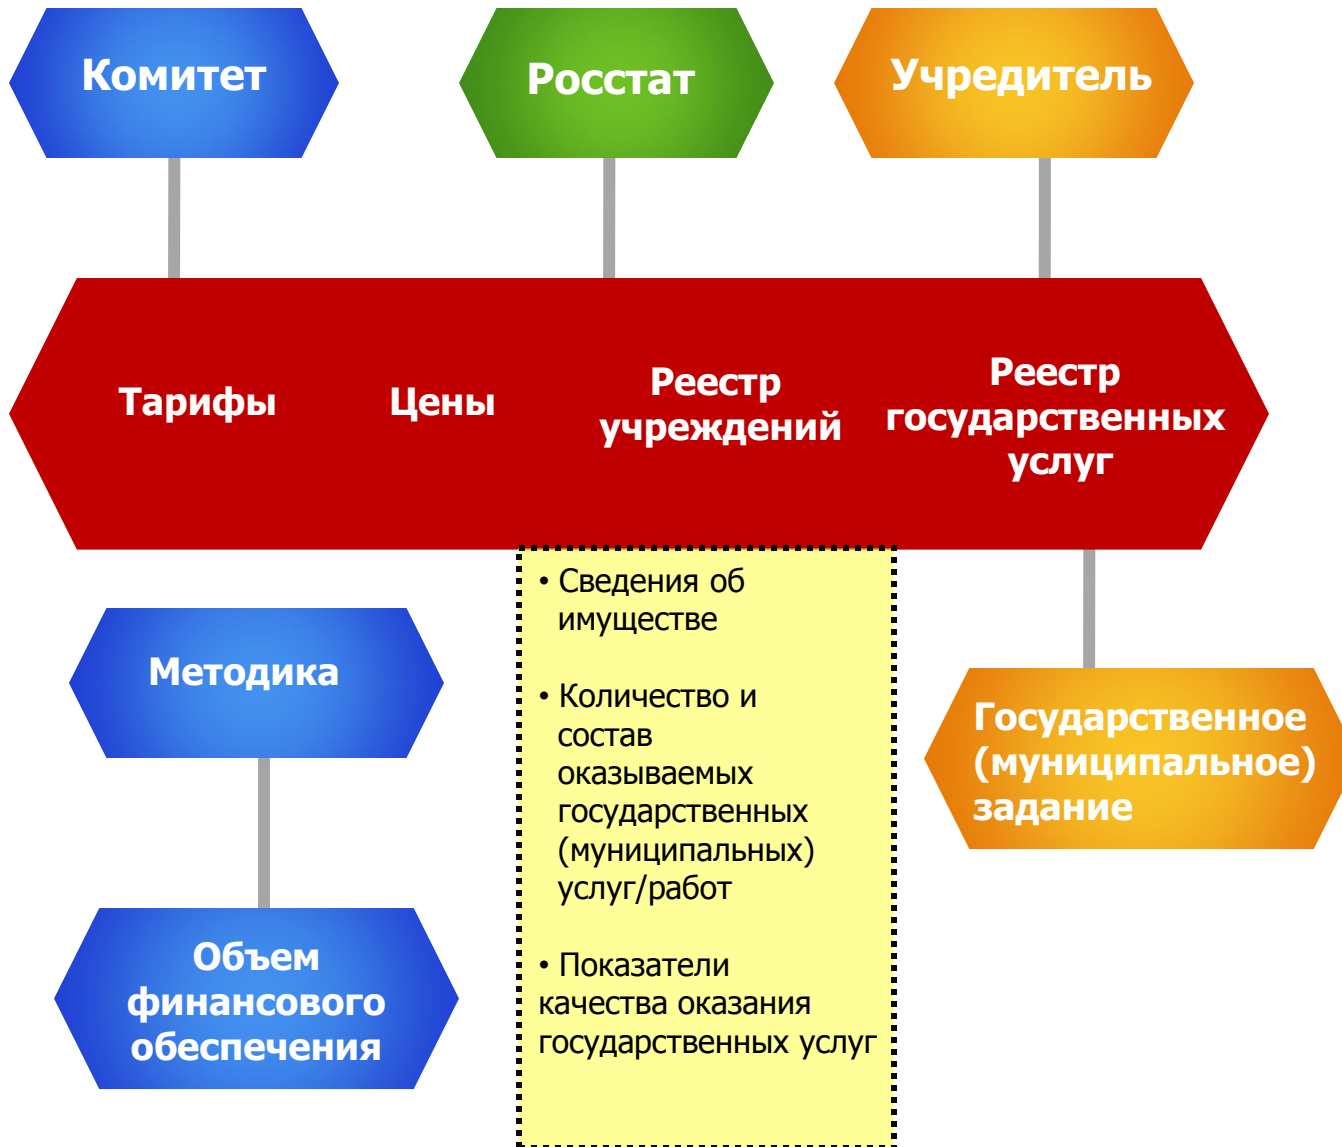 Комитет
Росстат
Учредитель
Тарифы
Цены
Реестр
учреждений
Реестр
государственных
услуг
• Сведения об
имуществе
• Количество и
состав
оказываемых
государственных
(муниципальных)
услуг/работ
• Показатели
качества оказания
государственных услуг
Методика
Объем
финансового
обеспечения
Государственное
(муниципальное)
задание